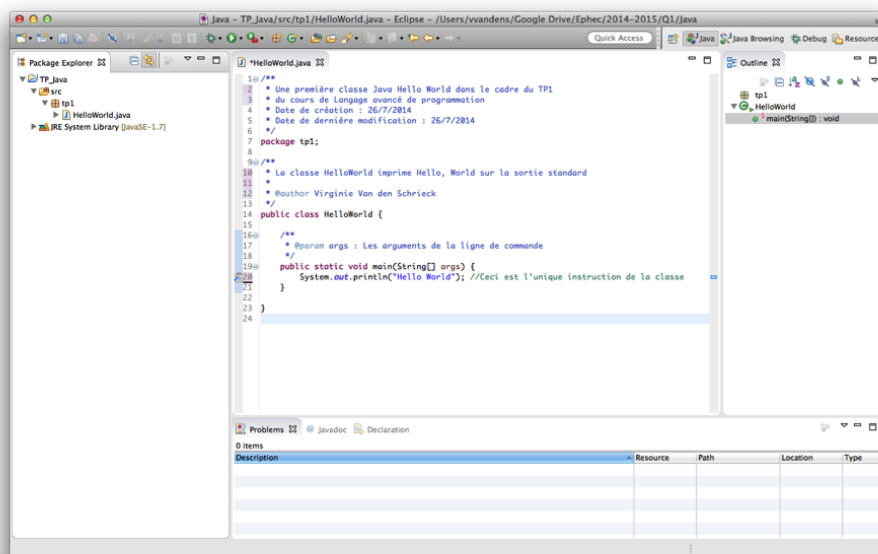 Java - TP_Java/src/tp1/HelloWorld.java - Eclipse - /Users/vvandens/Google Drive/Ephec/2014-2015/Q1/Java
Quick Access
Java
Java Browsing
Debug
Resource
Package Explorer
TP_Java
src
tp1
HelloWorld.java
JRE System Library [JavaSE-1.7]
*HelloWorld.java
1 /**
2 * Une première classe Java Hello World dans le cadre du TP1
3 * du cours de Langage avancé de programmation
4 * Date de création : 26/7/2014
5 * Date de dernière modification : 26/7/2014
6 */
7 package tp1;
8
9 /**
10 * La classe HelloWorld imprime Hello, World sur la sortie standard
11 *
12 * @author Virginie Van den Schrieck
13 */
14 public class HelloWorld {
15
16 /**
17 * @param args : Les arguments de la ligne de commande
18 */
19 public static void main(String[] args) {
20 System.out.println("Hello World"); //Ceci est l'unique instruction de la classe
21 }
22
23 }
24
Outline
tp1
HelloWorld
main(String[]) : void
Problems
Javadoc
Declaration
0 items
Description
Resource
Path
Location
Type